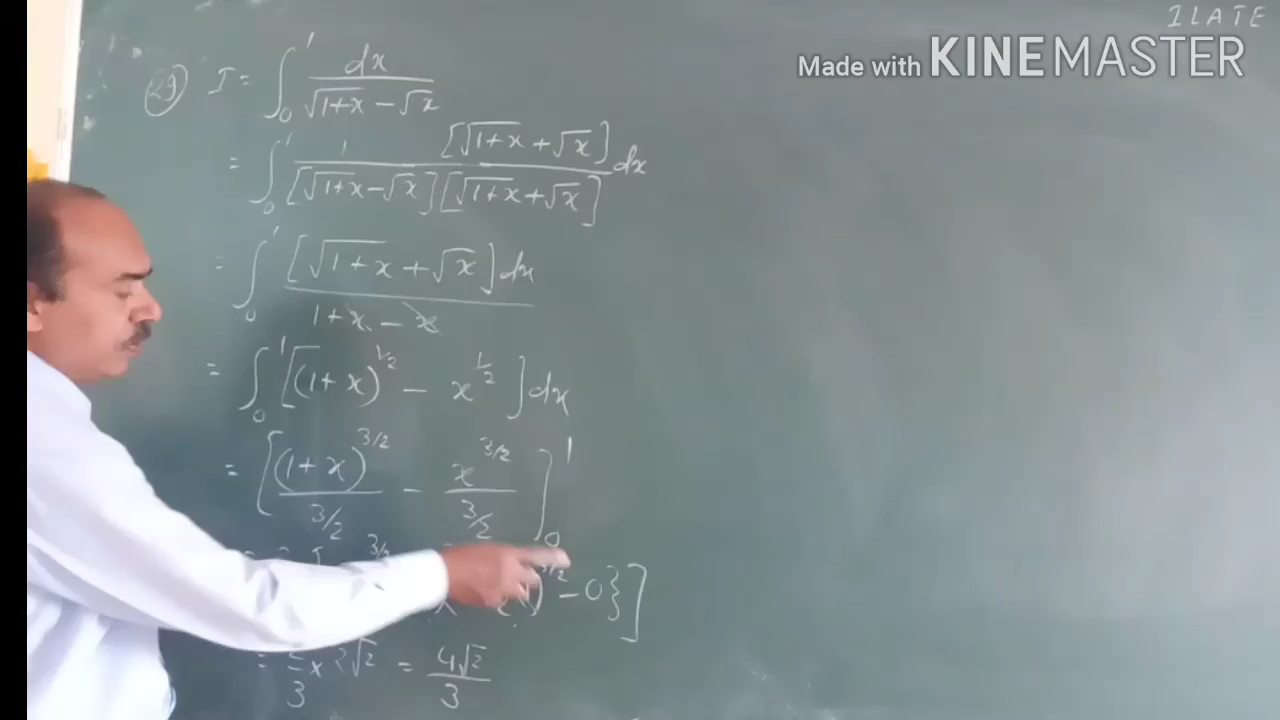 ILATE
Made with KINEMASTER
29 I = ∫₀¹ dx / (√(1+x) − √x)
= ∫₀¹ 1 [√(1+x) + √x] / ([√(1+x) − √x] [√(1+x) + √x]) dx
= ∫₀¹ [√(1+x) + √x] dx / (1+x − x)
= ∫₀¹ [(1+x)^1/2 − x^1/2] dx
= [(1+x)^3/2 / 3/2 − x^3/2 / 3/2]₀¹
3/2 − 0}]
= × 2√2 = 4√2 / 3